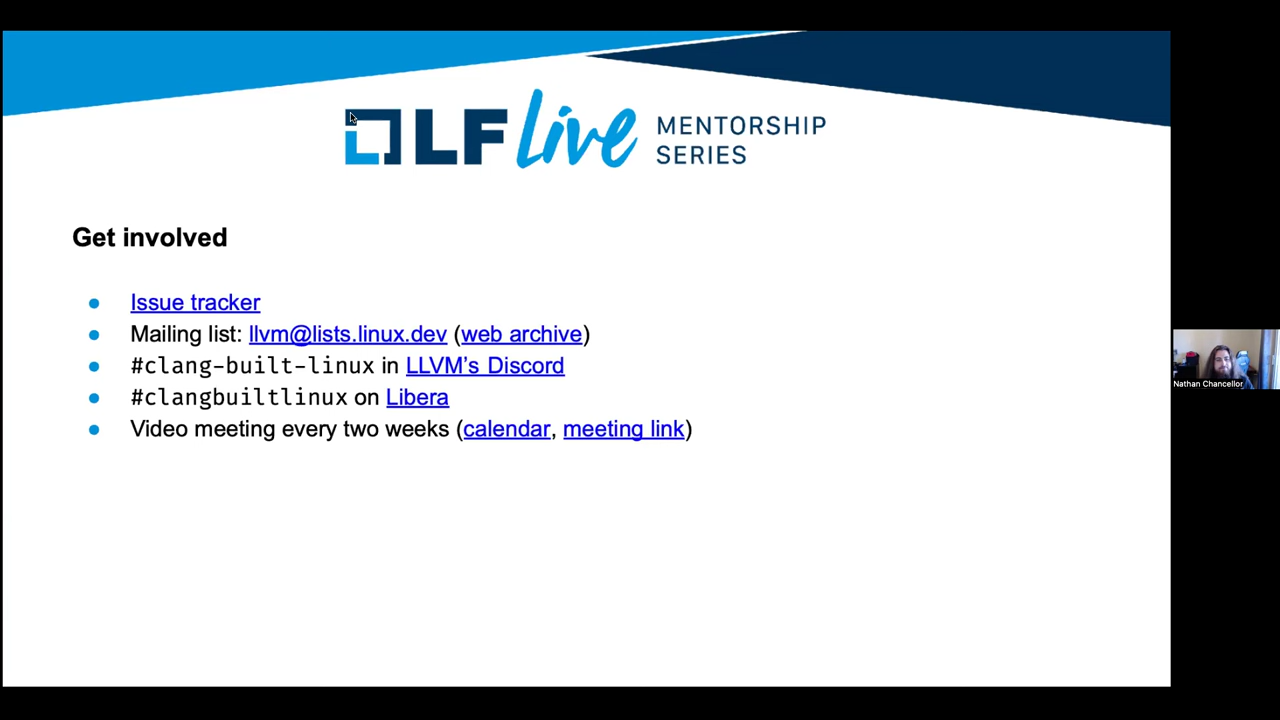 LF Live MENTORSHIP
SERIES
Get involved
Issue tracker
Mailing list: llvm@lists.linux.dev (web archive)
#clang-built-linux in LLVM’s Discord
#clangbuiltlinux on Libera
Video meeting every two weeks (calendar, meeting link)
Nathan Chancellor